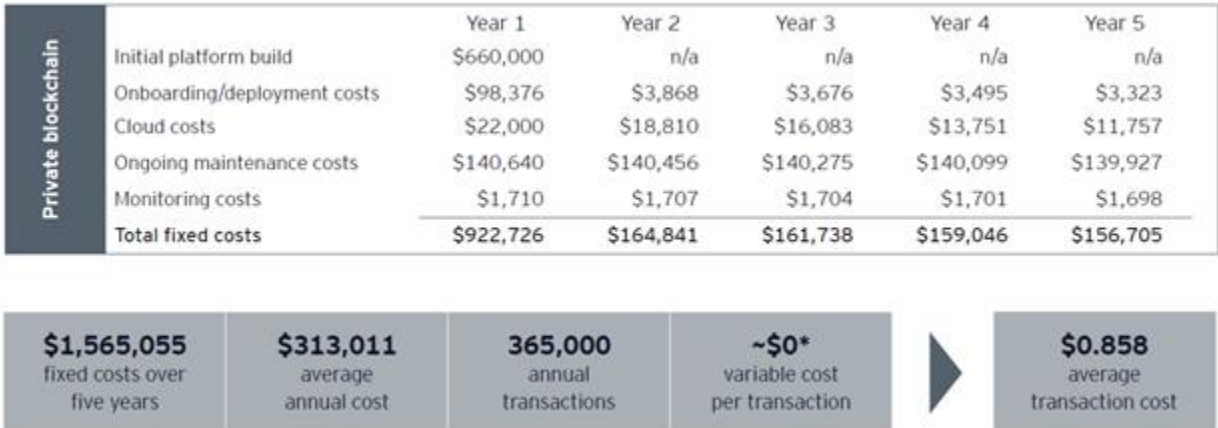 Private blockchain
Year 1 Year 2 Year 3 Year 4 Year 5
Initial platform build $660,000 n/a n/a n/a n/a
Onboarding/deployment costs $98,376 $3,868 $3,676 $3,495 $3,323
Cloud costs $22,000 $18,810 $16,083 $13,751 $11,757
Ongoing maintenance costs $140,640 $140,456 $140,275 $140,099 $139,927
Monitoring costs $1,710 $1,707 $1,704 $1,701 $1,698
Total fixed costs $922,726 $164,841 $161,738 $159,046 $156,705
$1,565,055
fixed costs over
five years
$313,011
average
annual cost
365,000
annual
transactions
~$0*
variable cost
per transaction
$0.858
average
transaction cost